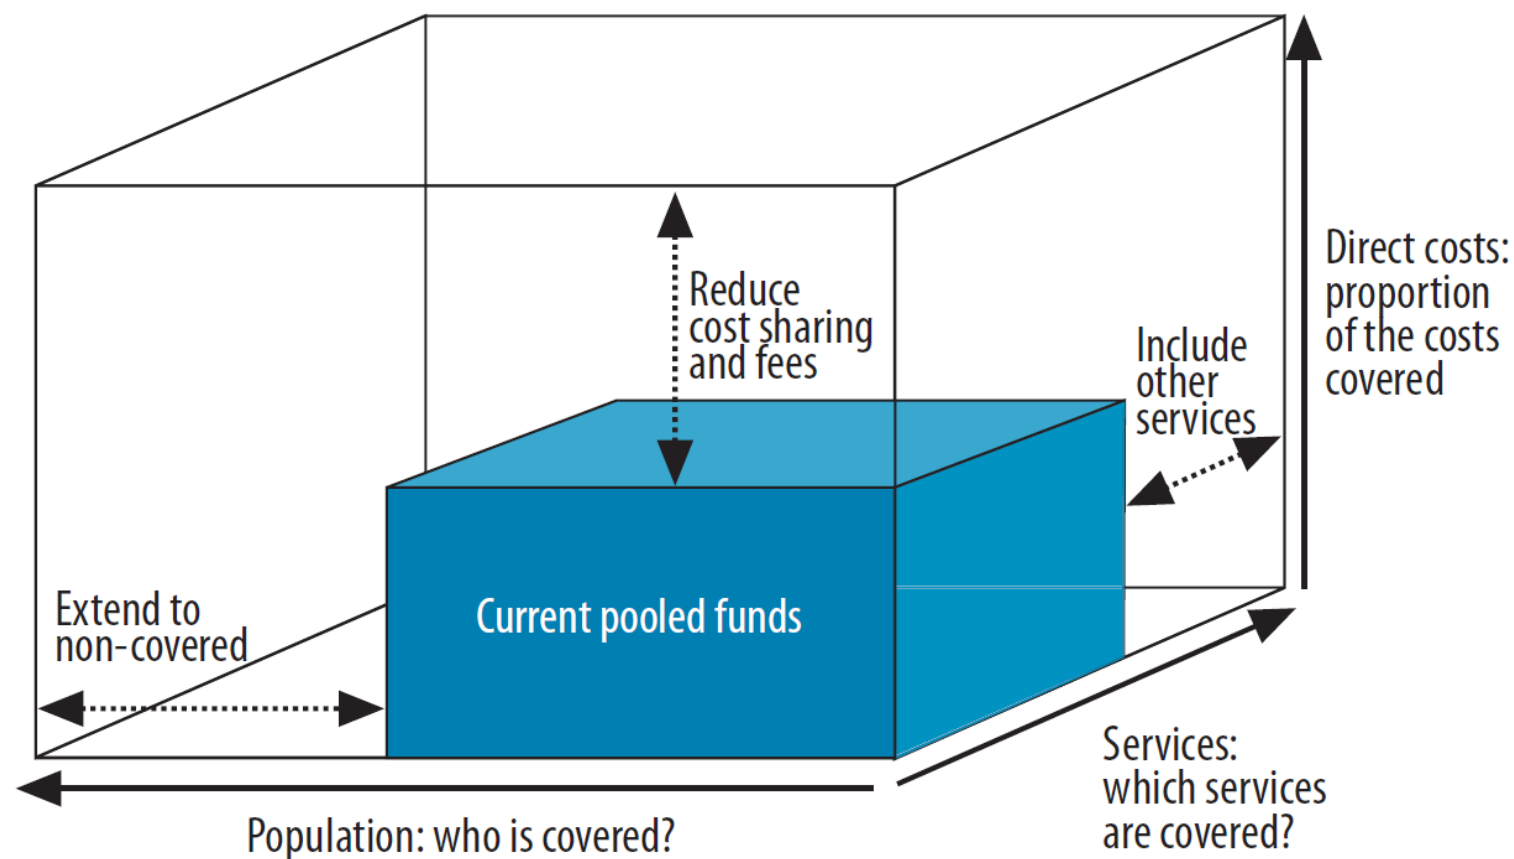 Reduce
cost sharing
and fees
Include
other
services
Direct costs:
proportion
of the costs
covered
Extend to
non-covered
Current pooled funds
Services:
which services
are covered?
Population: who is covered?